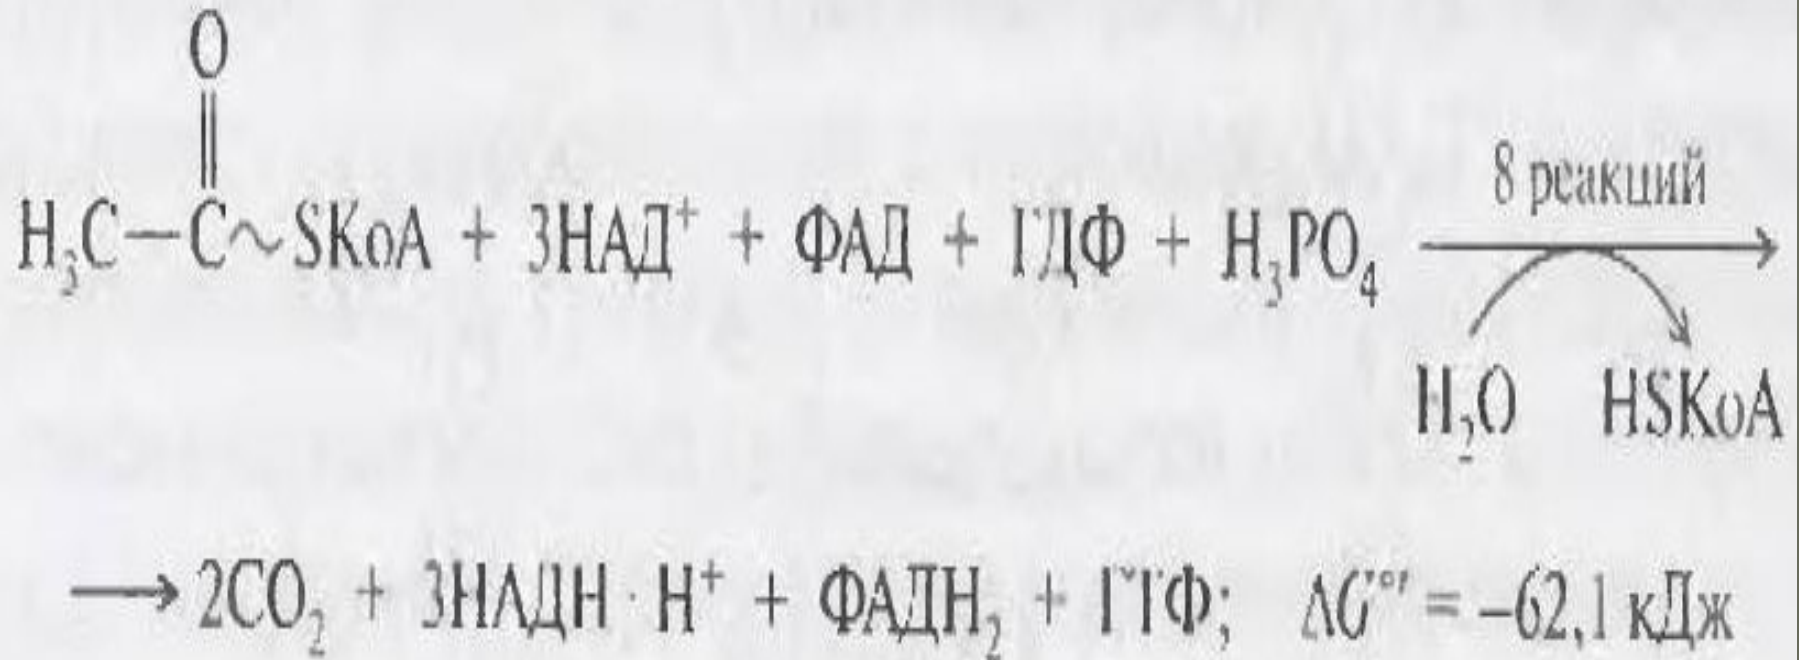 O
H₃C—C~SKoA + 3НАД⁺ + ФАД + ГДФ + H₃PO₄
8 реакций
H₂O HSKoA
→ 2CO₂ + 3НАДН · H⁺ + ФАДН₂ + ГТФ; ΔG°' = –62,1 кДж